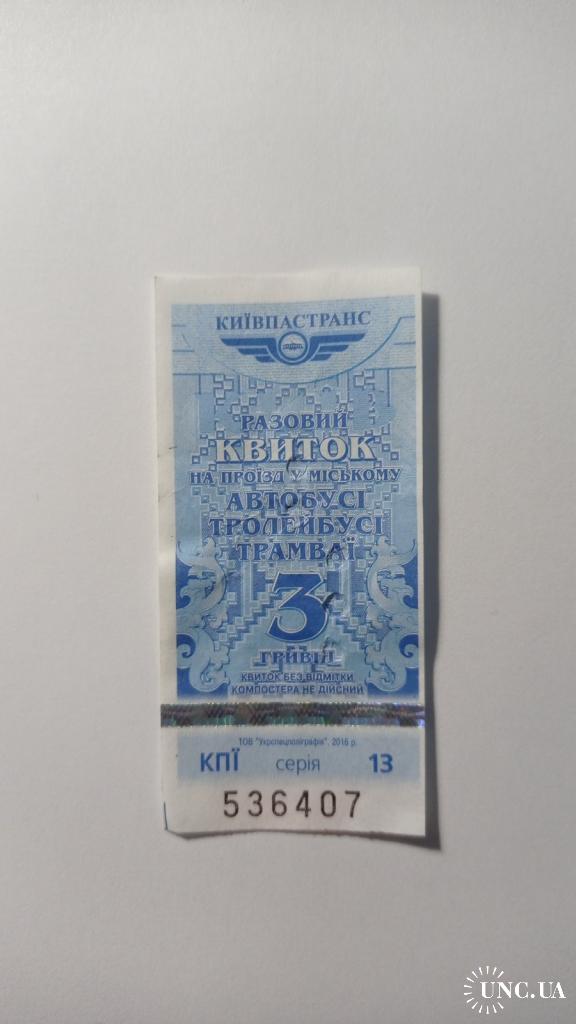 КИЇВПАСТРАНС
РАЗОВИЙ
КВИТОК
НА ПРОЇЗД У МІСЬКОМУ
АВТОБУСІ
ТРОЛЕЙБУСІ
ТРАМВАЇ
3
ГРИВНІ
КВИТОК БЕЗ ВІДМІТКИ
КОМПОСТЕРА НЕ ДІЙСНИЙ
ТОВ "Укрспецполіграфія". 2016 р.
КПЇ серія 13
536407
UNC.UA